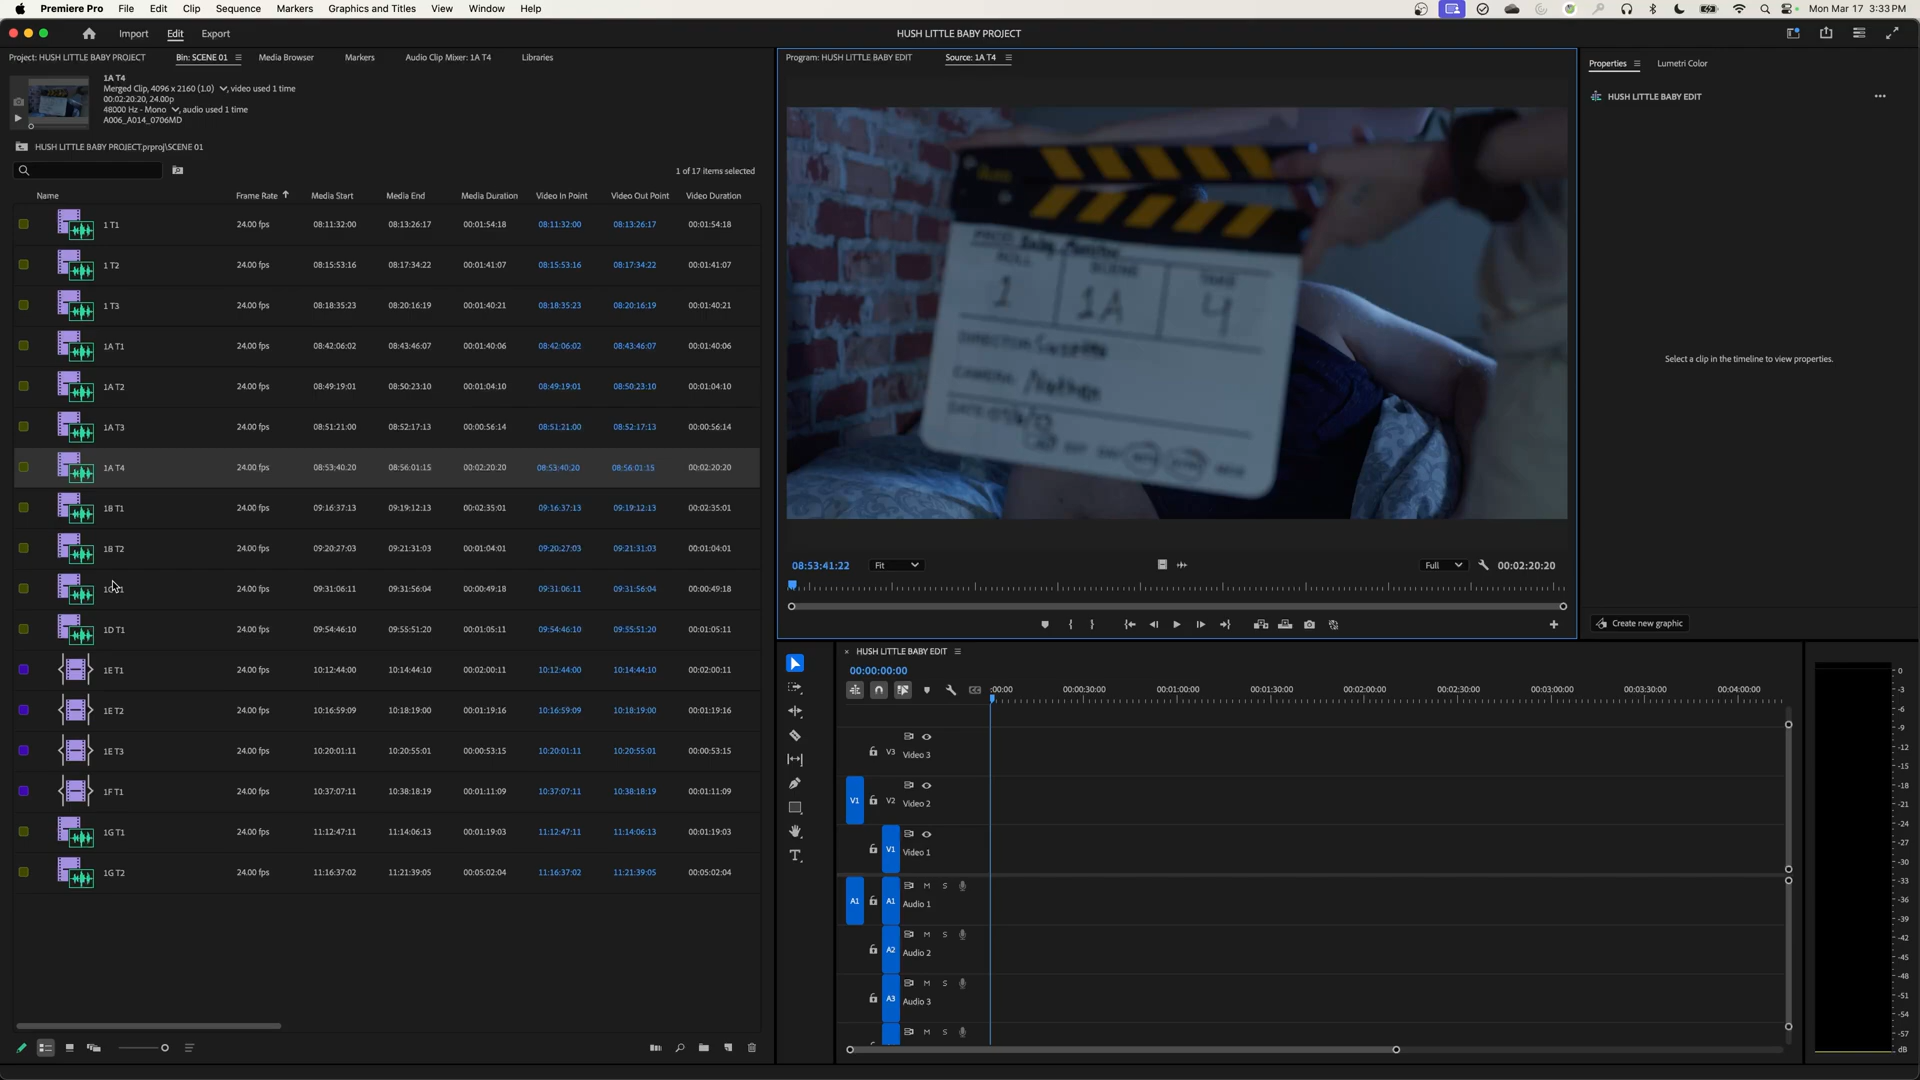 Premiere Pro File Edit Clip Sequence Markers Graphics and Titles View Window Help Mon Mar 17 3:33 PM
Import Edit Export HUSH LITTLE BABY PROJECT
Project: HUSH LITTLE BABY PROJECT Bin: SCENE 01 Media Browser Markers Audio Clip Mixer: 1A T4 Libraries
1A T4
Merged Clip, 4096 x 2160 (1.0) , video used 1 time
00:02:20:20, 24.00p
48000 Hz - Mono , audio used 1 time
A006_A014_0706MD
HUSH LITTLE BABY PROJECT.prproj\SCENE 01
1 of 17 items selected
Name Frame Rate Media Start Media End Media Duration Video In Point Video Out Point Video Duration
1 T1 24.00 fps 08:11:32:00 08:13:26:17 00:01:54:18 08:11:32:00 08:13:26:17 00:01:54:18
1 T2 24.00 fps 08:15:53:16 08:17:34:22 00:01:41:07 08:15:53:16 08:17:34:22 00:01:41:07
1 T3 24.00 fps 08:18:35:23 08:20:16:19 00:01:40:21 08:18:35:23 08:20:16:19 00:01:40:21
1A T1 24.00 fps 08:42:06:02 08:43:46:07 00:01:40:06 08:42:06:02 08:43:46:07 00:01:40:06
1A T2 24.00 fps 08:49:19:01 08:50:23:10 00:01:04:10 08:49:19:01 08:50:23:10 00:01:04:10
1A T3 24.00 fps 08:51:21:00 08:52:17:13 00:00:56:14 08:51:21:00 08:52:17:13 00:00:56:14
1A T4 24.00 fps 08:53:40:20 08:56:01:15 00:02:20:20 08:53:40:20 08:56:01:15 00:02:20:20
1B T1 24.00 fps 09:16:37:13 09:19:12:13 00:02:35:01 09:16:37:13 09:19:12:13 00:02:35:01
1B T2 24.00 fps 09:20:27:03 09:21:31:03 00:01:04:01 09:20:27:03 09:21:31:03 00:01:04:01
24.00 fps 09:31:06:11 09:31:56:04 00:00:49:18 09:31:06:11 09:31:56:04 00:00:49:18
1D T1 24.00 fps 09:54:46:10 09:55:51:20 00:01:05:11 09:54:46:10 09:55:51:20 00:01:05:11
1E T1 24.00 fps 10:12:44:00 10:14:44:10 00:02:00:11 10:12:44:00 10:14:44:10 00:02:00:11
1E T2 24.00 fps 10:16:59:09 10:18:19:00 00:01:19:16 10:16:59:09 10:18:19:00 00:01:19:16
1E T3 24.00 fps 10:20:01:11 10:20:55:01 00:00:53:15 10:20:01:11 10:20:55:01 00:00:53:15
1F T1 24.00 fps 10:37:07:11 10:38:18:19 00:01:11:09 10:37:07:11 10:38:18:19 00:01:11:09
1G T1 24.00 fps 11:12:47:11 11:14:06:13 00:01:19:03 11:12:47:11 11:14:06:13 00:01:19:03
1G T2 24.00 fps 11:16:37:02 11:21:39:05 00:05:02:04 11:16:37:02 11:21:39:05 00:05:02:04
Program: HUSH LITTLE BABY EDIT Source: 1A T4
Baby Monitor
ROLL SCENE TAKE
1 1A 4
DIRECTOR:
CAMERA: Nathan
DATE:
08:53:41:22 Fit Full 00:02:20:20
Properties Lumetri Color
HUSH LITTLE BABY EDIT
Select a clip in the timeline to view properties.
Create new graphic
HUSH LITTLE BABY EDIT
00:00:00:00
:00:00 00:00:30:00 00:01:00:00 00:01:30:00 00:02:00:00 00:02:30:00 00:03:00:00 00:03:30:00 00:04:00:00
V3 Video 3
V1 V2 Video 2
V1 Video 1
M S
A1 A1 Audio 1
M S
A2 Audio 2
M S
A3 Audio 3
M S
0
-3
-6
-9
-12
-15
-18
-21
-24
-27
-30
-33
-36
-39
-42
-45
-48
-51
-54
-57
dB